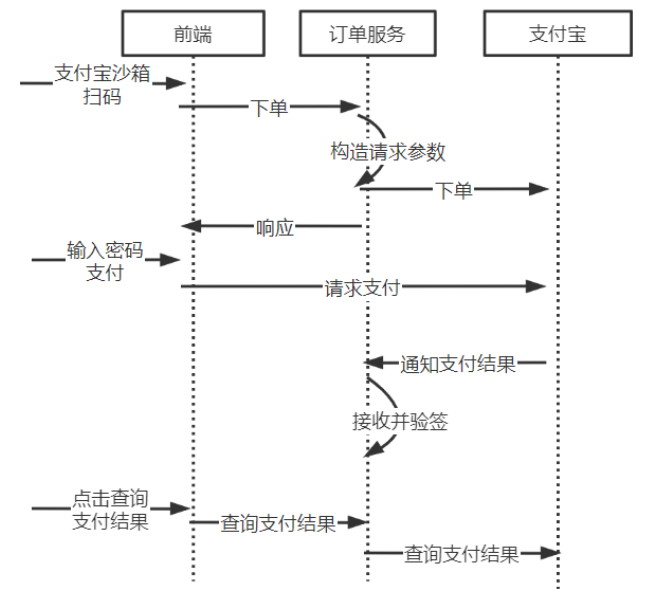 前端
订单服务
支付宝
支付宝沙箱
扫码
下单
构造请求参数
下单
响应
输入密码
支付
请求支付
通知支付结果
接收并验签
点击查询
支付结果
查询支付结果
查询支付结果